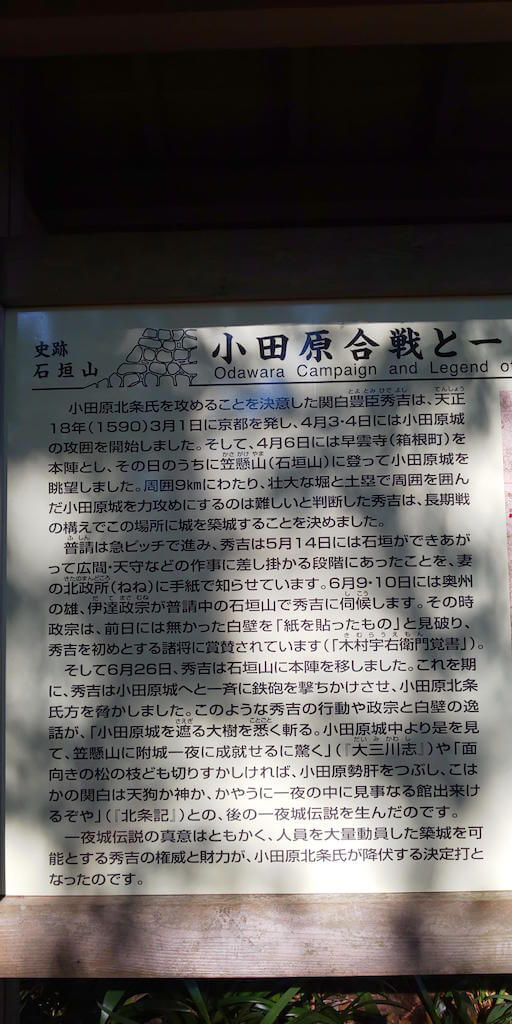 史跡
石垣山
小田原合戦と一
Odawara Campaign and Legend o
小田原北条氏を攻めることを決意した関白豊臣秀吉は、天正
18年(1590)3月1日に京都を発し、4月3・4日には小田原城
の攻囲を開始しました。そして、4月6日には早雲寺(箱根町)を
本陣とし、その日のうちに笠懸山(石垣山)に登って小田原城を
眺望しました。周囲9kmにわたり、壮大な堀と土塁で周囲を囲ん
だ小田原城を力攻めにするのは難しいと判断した秀吉は、長期戦
の構えでこの場所に城を築城することを決めました。
普請は急ピッチで進み、秀吉は5月14日には石垣ができあが
って広間・天守などの作事に差し掛かる段階にあったことを、妻
の北政所(ねね)に手紙で知らせています。6月9・10日には奥州
の雄、伊達政宗が普請中の石垣山で秀吉に伺候します。その時
政宗は、前日には無かった白壁を「紙を貼ったもの」と見破り、
秀吉を初めとする諸将に賞賛されています(「木村宇右衛門覚書」)。
そして6月26日、秀吉は石垣山に本陣を移しました。これを期
に、秀吉は小田原城へと一斉に鉄砲を撃ちかけさせ、小田原北条
氏方を脅かしました。このような秀吉の行動や政宗と白壁の逸
話が、「小田原城を遮る大樹を悉く斬る。小田原城中より是を見
て、笠懸山に附城一夜に成就せるに驚く」(『大三川志』)や「面
向きの松の枝ども切りすかしければ、小田原勢肝をつぶし、こは
かの関白は天狗か神か、かやうに一夜の中に見事なる館出来け
るぞや」(『北条記』)との、後の一夜城伝説を生んだのです。
一夜城伝説の真意はともかく、人員を大量動員した築城を可
能とする秀吉の権威と財力が、小田原北条氏が降伏する決定打と
なったのです。